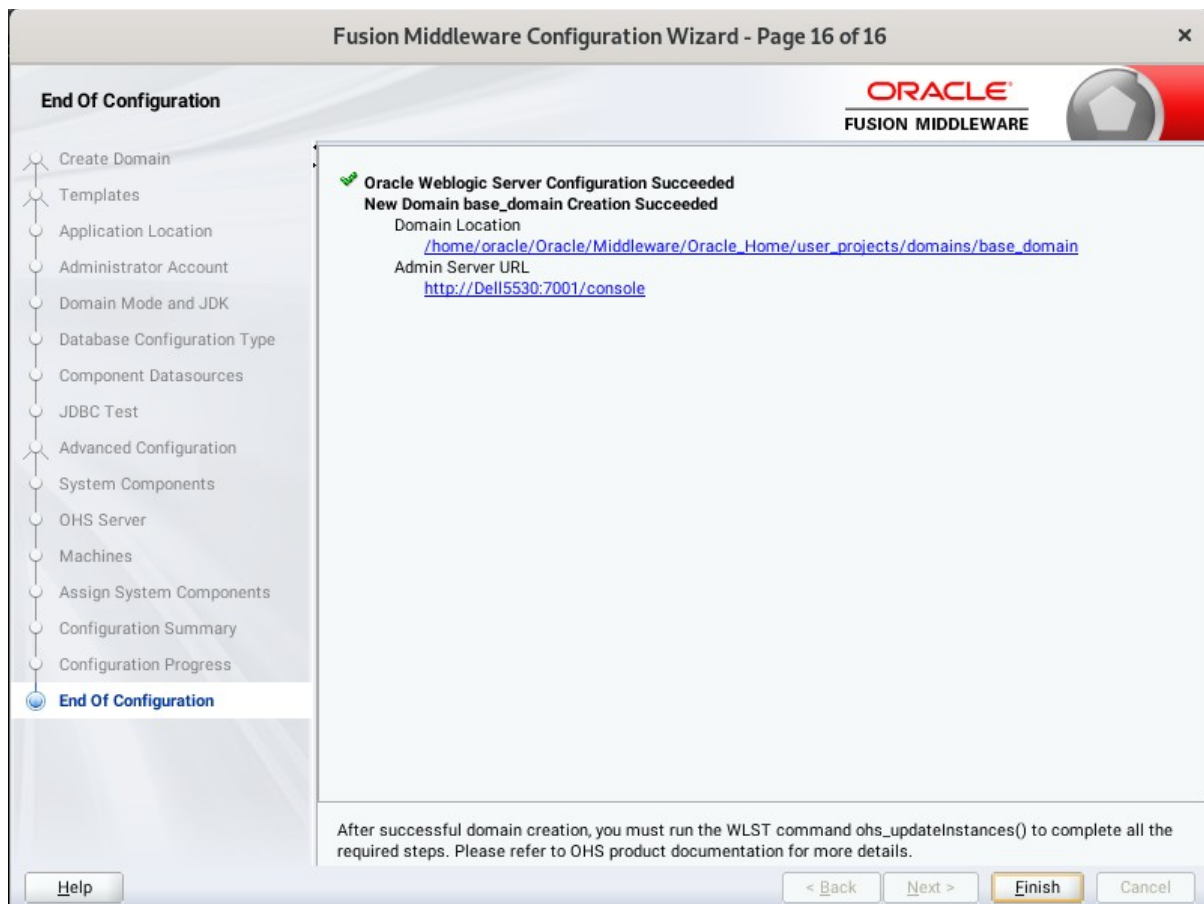 Fusion Middleware Configuration Wizard - Page 16 of 16
×
End Of Configuration
ORACLE
FUSION MIDDLEWARE
Create Domain
Templates
Application Location
Administrator Account
Domain Mode and JDK
Database Configuration Type
Component Datasources
JDBC Test
Advanced Configuration
System Components
OHS Server
Machines
Assign System Components
Configuration Summary
Configuration Progress
End Of Configuration
Oracle Weblogic Server Configuration Succeeded
New Domain base_domain Creation Succeeded
Domain Location
/home/oracle/Oracle/Middleware/Oracle_Home/user_projects/domains/base_domain
Admin Server URL
http://Dell5530:7001/console
After successful domain creation, you must run the WLST command ohs_updateInstances() to complete all the
required steps. Please refer to OHS product documentation for more details.
Help
< Back
Next >
Finish
Cancel